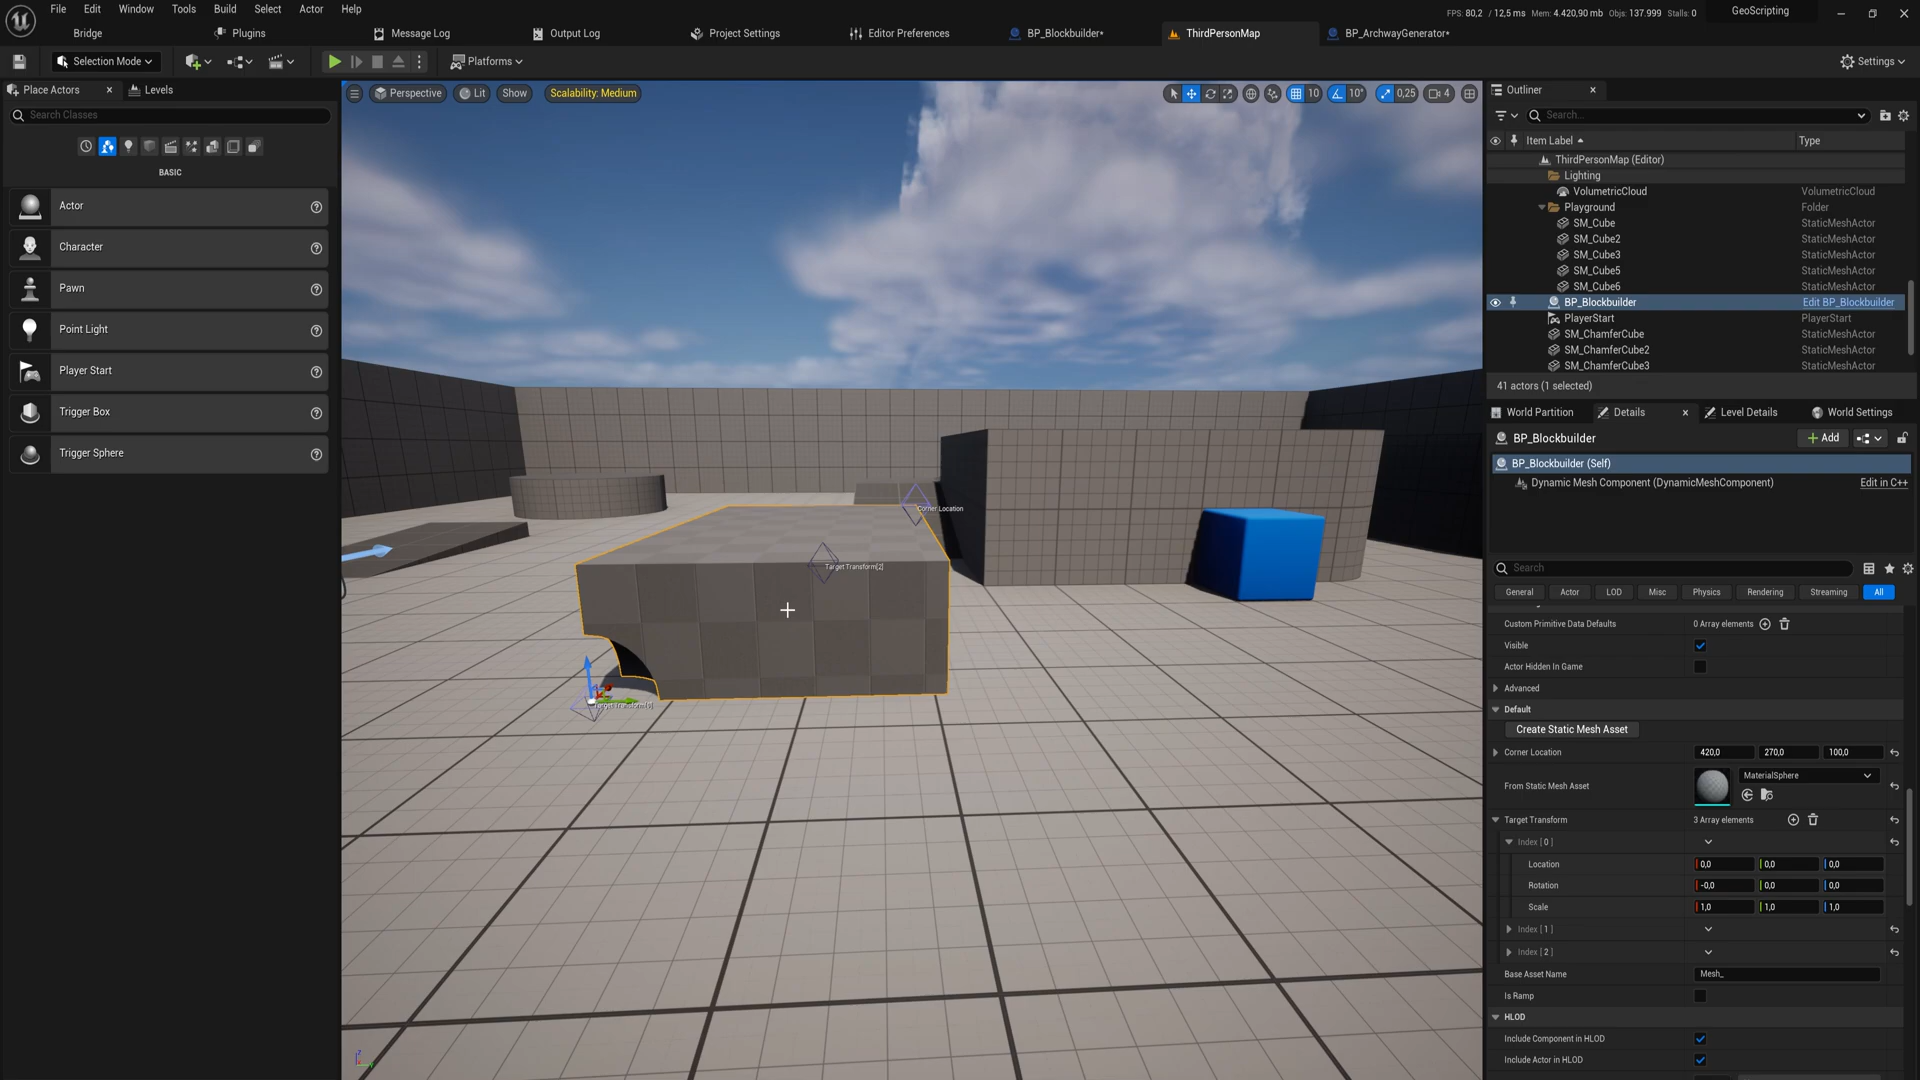 File Edit Window Tools Build Select Actor Help
FPS: 80,2 / 12,5 ms Mem: 4.420,90 mb Objs: 137.999 Stalls: 0
GeoScripting
Bridge
Plugins
Message Log
Output Log
Project Settings
Editor Preferences
BP_Blockbuilder*
ThirdPersonMap
BP_ArchwayGenerator*
Selection Mode
Platforms
Settings
Place Actors
Levels
Search Classes
BASIC
Actor
Character
Pawn
Point Light
Player Start
Trigger Box
Trigger Sphere
Perspective
Lit
Show
Scalability: Medium
10
10°
0,25
4
Corner Location
Target Transform[2]
Target Transform[0]
Outliner
Search...
Item Label Type
ThirdPersonMap (Editor)
Lighting
VolumetricCloud VolumetricCloud
Playground Folder
SM_Cube StaticMeshActor
SM_Cube2 StaticMeshActor
SM_Cube3 StaticMeshActor
SM_Cube5 StaticMeshActor
SM_Cube6 StaticMeshActor
BP_Blockbuilder Edit BP_Blockbuilder
PlayerStart PlayerStart
SM_ChamferCube StaticMeshActor
SM_ChamferCube2 StaticMeshActor
SM_ChamferCube3 StaticMeshActor
41 actors (1 selected)
World Partition
Details
Level Details
World Settings
BP_Blockbuilder
Add
BP_Blockbuilder (Self)
Dynamic Mesh Component (DynamicMeshComponent) Edit in C++
Search
General Actor LOD Misc Physics Rendering Streaming All
Custom Primitive Data Defaults 0 Array elements
Visible
Actor Hidden In Game
Advanced
Default
Create Static Mesh Asset
Corner Location 420,0 270,0 100,0
From Static Mesh Asset MaterialSphere
Target Transform 3 Array elements
Index [ 0 ]
Location 0,0 0,0 0,0
Rotation -0,0 0,0 0,0
Scale 1,0 1,0 1,0
Index [ 1 ]
Index [ 2 ]
Base Asset Name Mesh_
Is Ramp
HLOD
Include Component in HLOD
Include Actor in HLOD